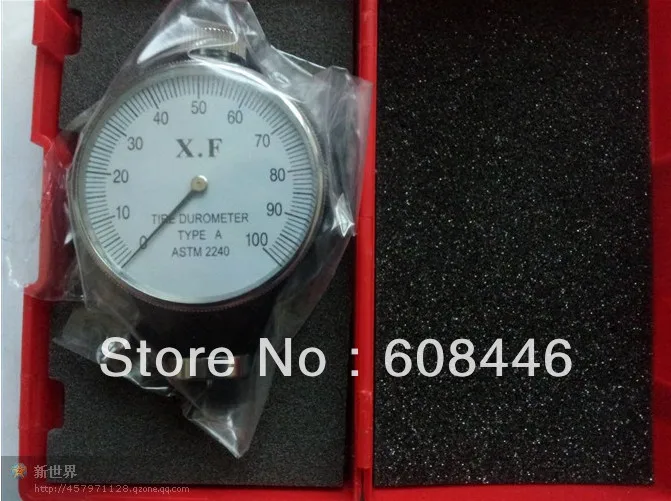 50
40
60
30
70
X.F
20
80
10
90
TIRE DUROMETER
0
TYPE A
100
ASTM 2240
Store No : 608446
新世界
http://457971128.qzone.qq.com